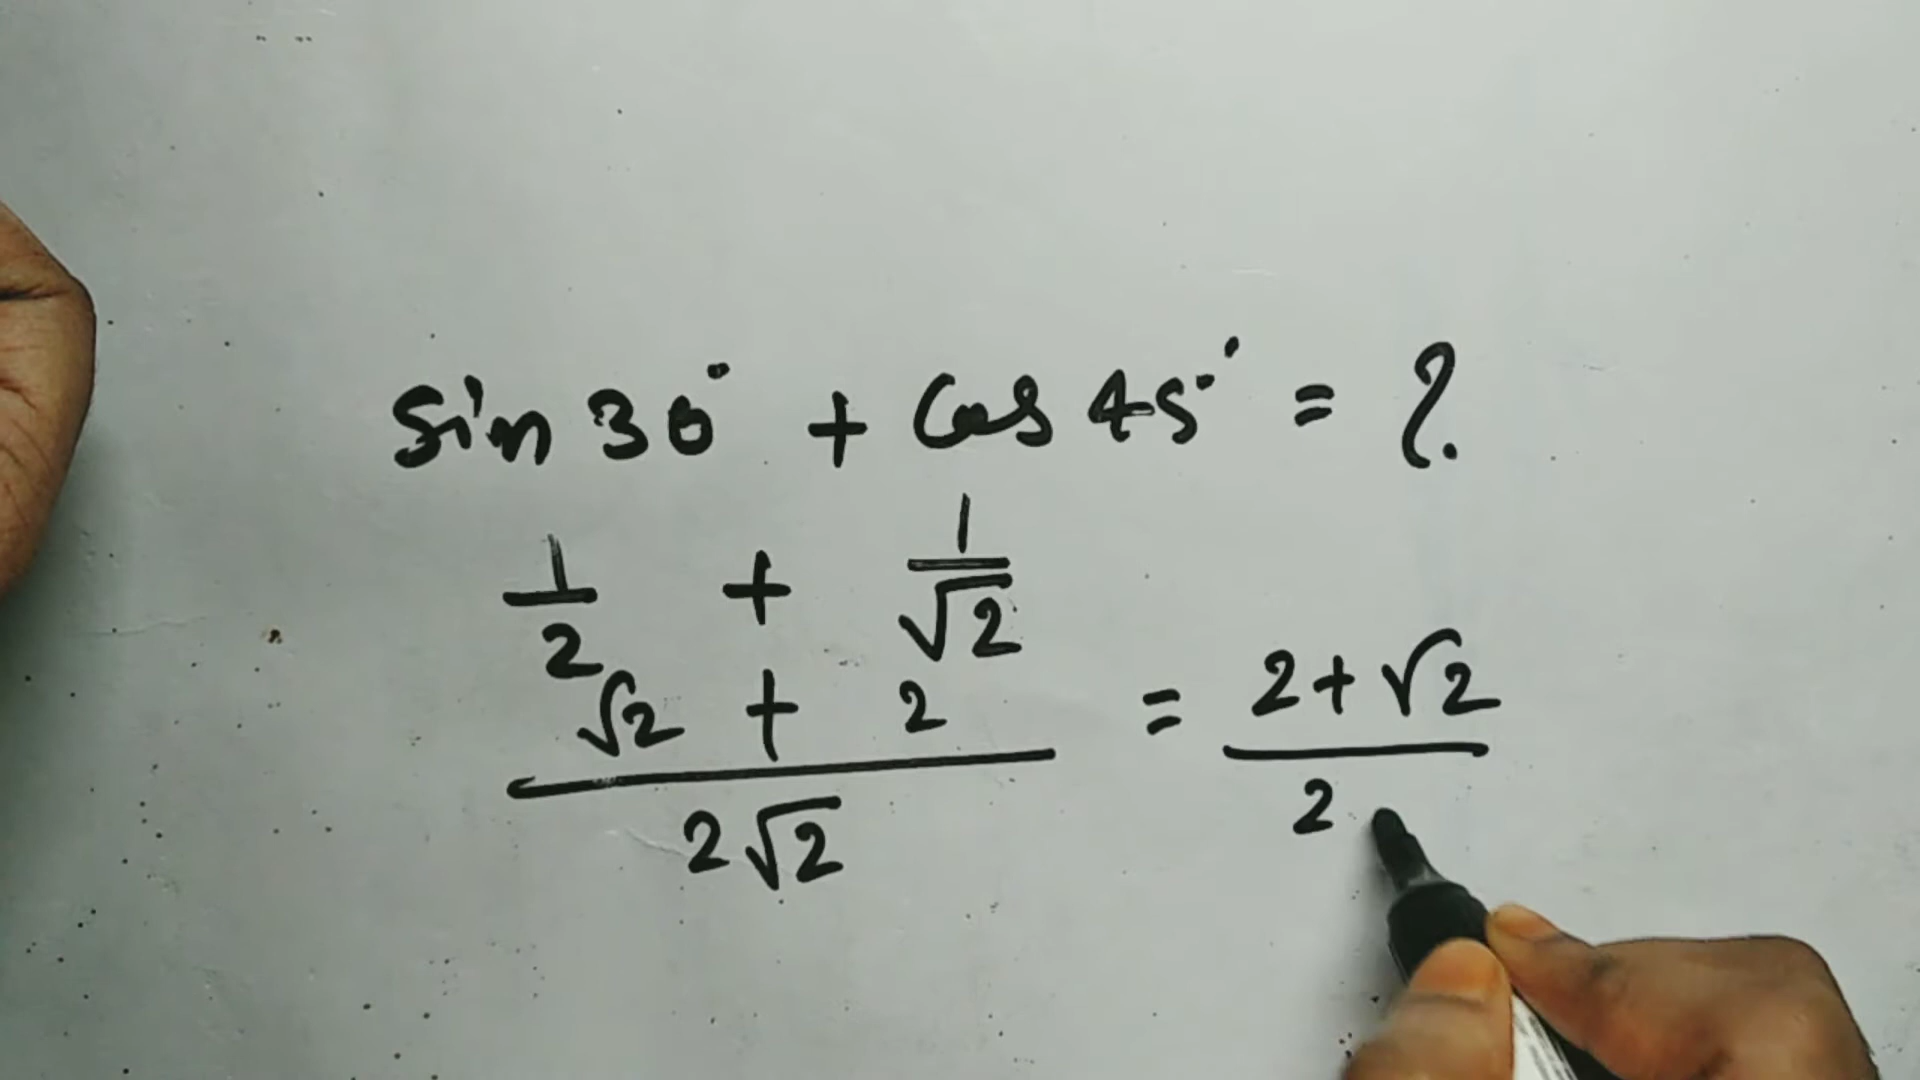 sin 30° + cos 45° = ?
1/2 + 1/√2
(√2 + 2)/(2√2) = (2+√2)/2